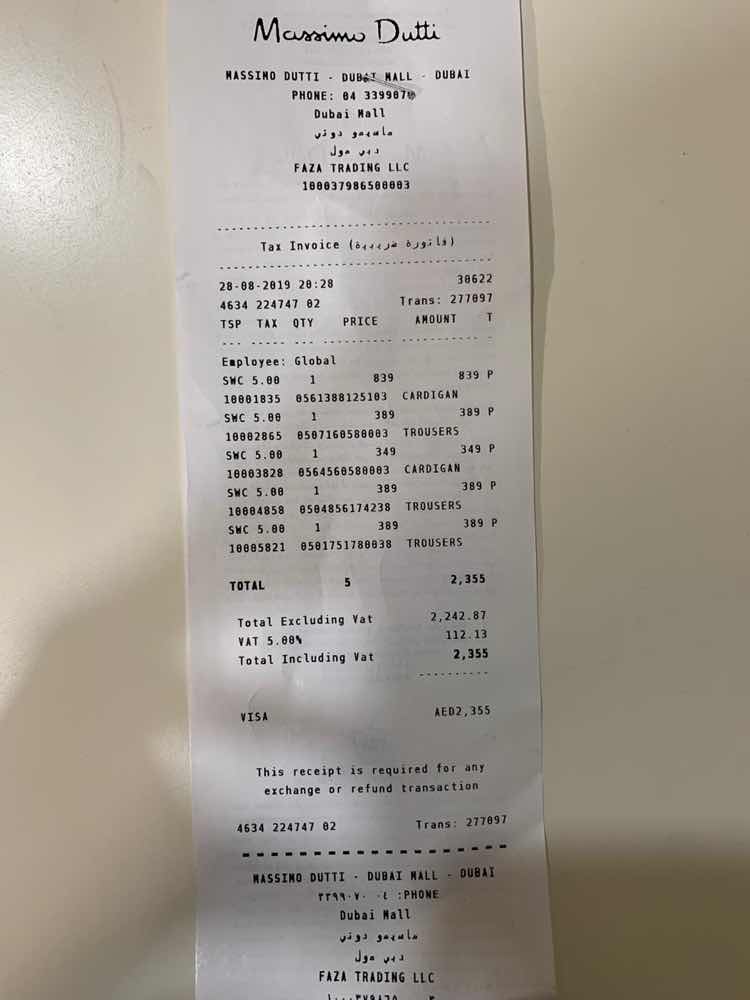 Massimo Dutti
MASSIMO DUTTI - DUBAI MALL - DUBAI
PHONE: 04 3399070
Dubai Mall
ماسيمو دوتي
دبي مول
FAZA TRADING LLC
100037986500003
Tax Invoice (فاتورة ضريبية)
28-08-2019 20:28 30622
4634 224747 02 Trans: 277097
TSP TAX QTY PRICE AMOUNT T
Employee: Global
SWC 5.00 1 839 839 P
10001835 0561388125103 CARDIGAN
SWC 5.00 1 389 389 P
10002865 0507160580003 TROUSERS
SWC 5.00 1 349 349 P
10003828 0564560580003 CARDIGAN
SWC 5.00 1 389 389 P
10004858 0504856174238 TROUSERS
SWC 5.00 1 389 389 P
10005821 0501751780038 TROUSERS
TOTAL 5 2,355
Total Excluding Vat 2,242.87
VAT 5.00% 112.13
Total Including Vat 2,355
VISA AED2,355
This receipt is required for any
exchange or refund transaction
4634 224747 02 Trans: 277097
MASSIMO DUTTI - DUBAI MALL - DUBAI
٣٣٩٩٠٧٠ ٠٤ :PHONE
Dubai Mall
ماسيمو دوتي
دبي مول
FAZA TRADING LLC